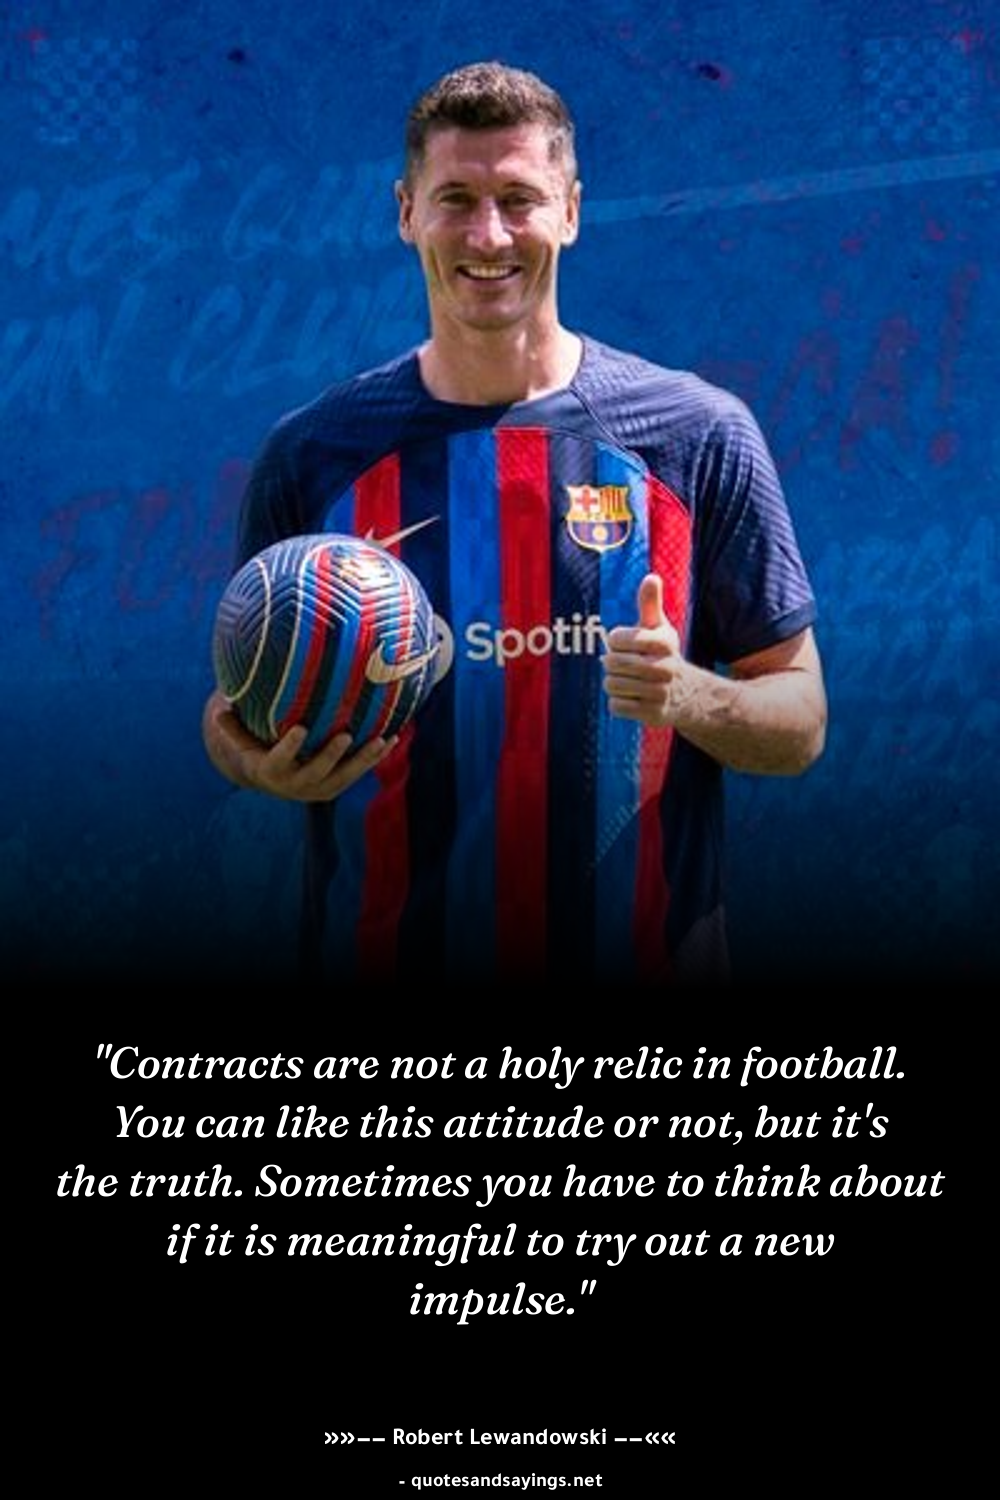 Spotify
"Contracts are not a holy relic in football.
You can like this attitude or not, but it's
the truth. Sometimes you have to think about
if it is meaningful to try out a new
impulse."
»»—— Robert Lewandowski ——««
- quotesandsayings.net